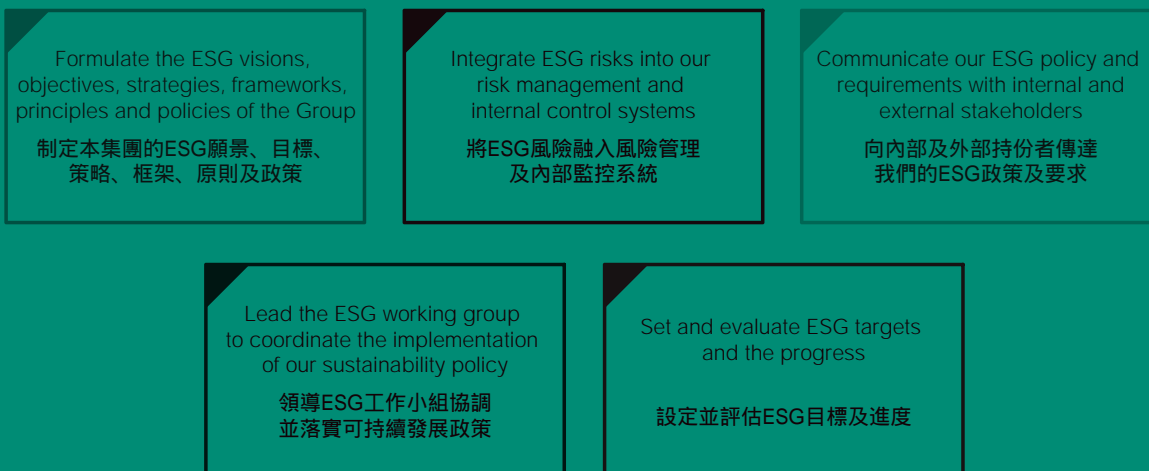 Formulate the ESG visions,
objectives, strategies, frameworks,
principles and policies of the Group
制定本集團的ESG願景、目標、
策略、框架、原則及政策
Integrate ESG risks into our
risk management and
internal control systems
將ESG風險融入風險管理
及內部監控系統
Communicate our ESG policy and
requirements with internal and
external stakeholders
向內部及外部持份者傳達
我們的ESG政策及要求
Lead the ESG working group
to coordinate the implementation
of our sustainability policy
領導ESG工作小組協調
並落實可持續發展政策
Set and evaluate ESG targets
and the progress
設定並評估ESG目標及進度